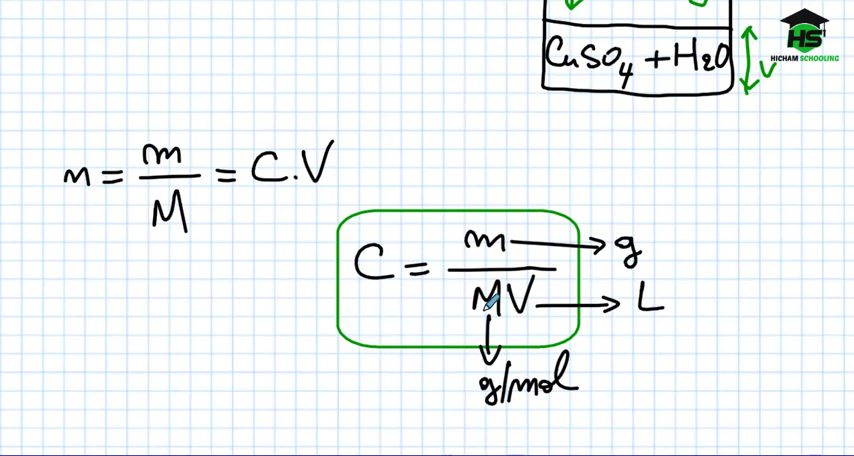 HS
HICHAM SCHOOLING
CuSO₄ + H₂O
V
n = m/M = C.V
C = m/MV
g
L
g/mol